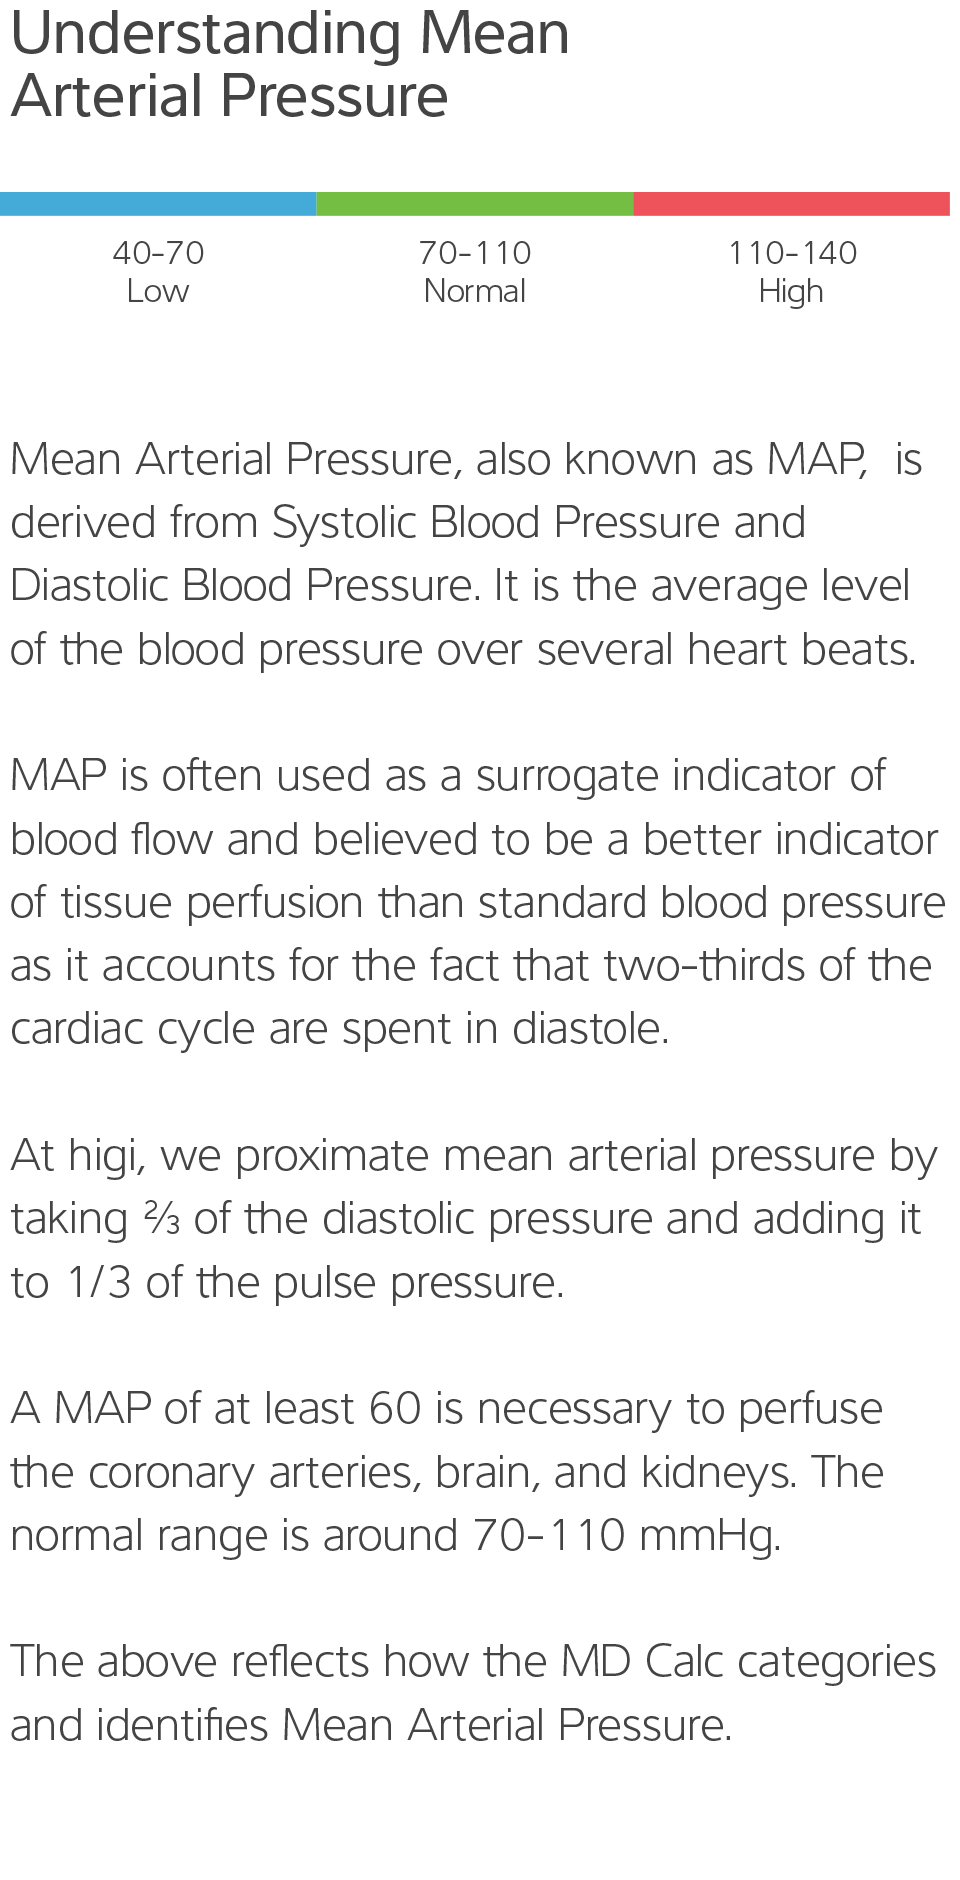 Understanding Mean
Arterial Pressure
40-70
Low
70-110
Normal
110-140
High
Mean Arterial Pressure, also known as MAP,  is
derived from Systolic Blood Pressure and
Diastolic Blood Pressure. It is the average level
of the blood pressure over several heart beats.
MAP is often used as a surrogate indicator of
blood flow and believed to be a better indicator
of tissue perfusion than standard blood pressure
as it accounts for the fact that two-thirds of the
cardiac cycle are spent in diastole.
At higi, we proximate mean arterial pressure by
taking ⅔ of the diastolic pressure and adding it
to 1/3 of the pulse pressure.
A MAP of at least 60 is necessary to perfuse
the coronary arteries, brain, and kidneys. The
normal range is around 70-110 mmHg.
The above reflects how the MD Calc categories
and identifies Mean Arterial Pressure.